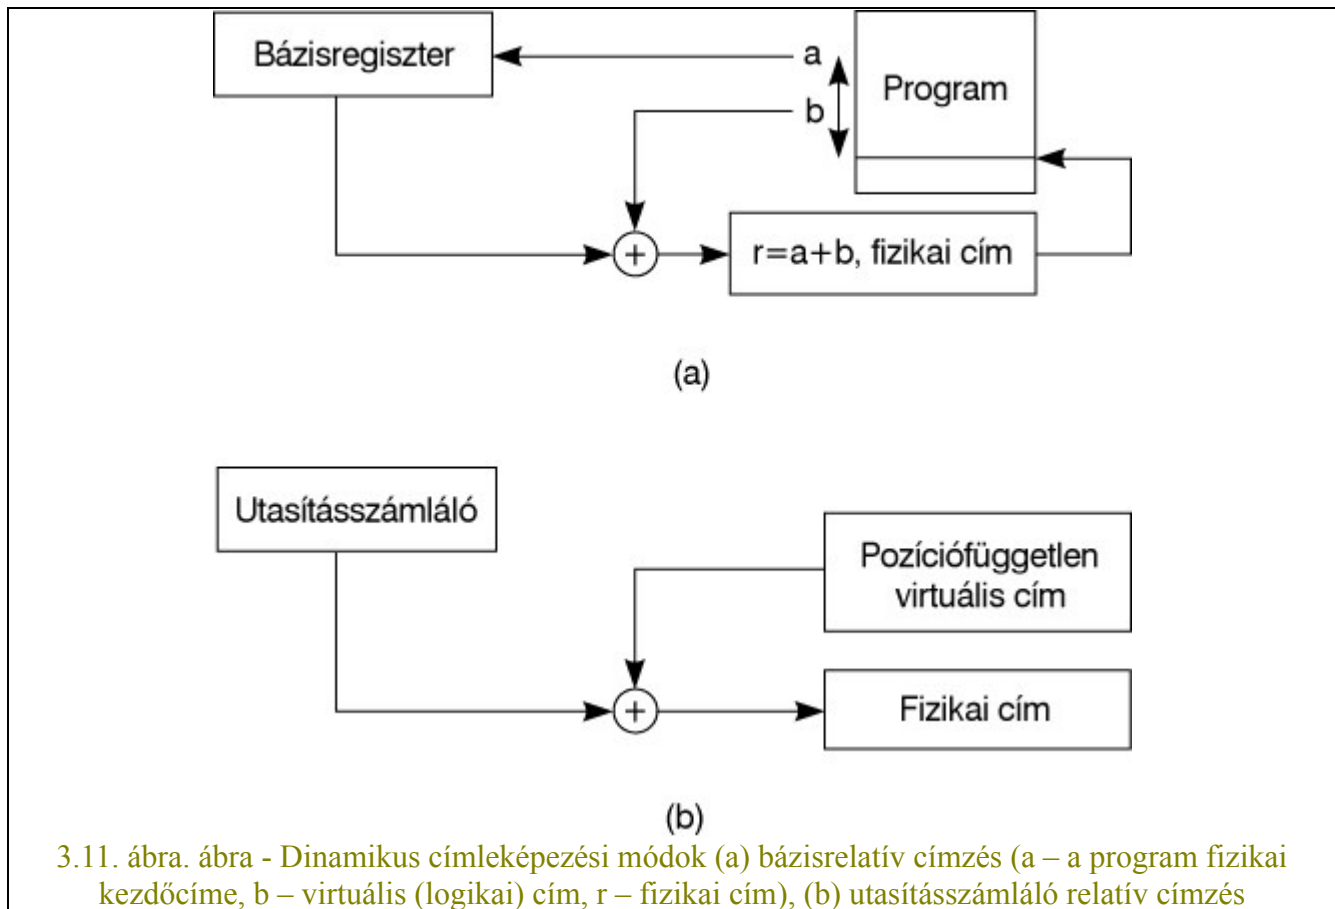 Bázisregiszter
a
b
Program
+
r=a+b, fizikai cím
(a)
Utasításszámláló
Pozíciófüggetlen
virtuális cím
+
Fizikai cím
(b)
3.11. ábra. ábra - Dinamikus címleképezési módok (a) bázisrelatív címzés (a – a program fizikai
kezdőcíme, b – virtuális (logikai) cím, r – fizikai cím), (b) utasításszámláló relatív címzés